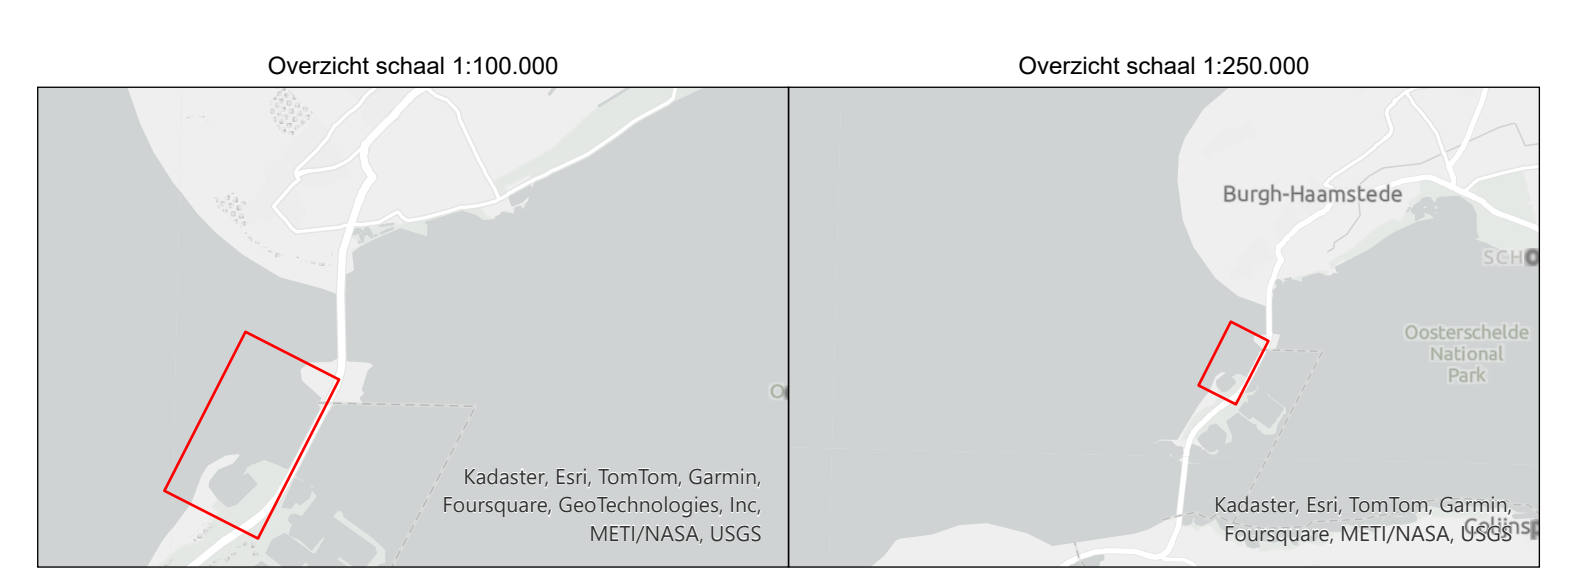 Overzicht schaal 1:100.000
Overzicht schaal 1:250.000
Kadaster, Esri, TomTom, Garmin,
Foursquare, GeoTechnologies, Inc,
METI/NASA, USGS
Burgh-Haamstede
Oosterschelde
National
Park
Kadaster, Esri, TomTom, Garmin,
Foursquare, METI/NASA, USGS